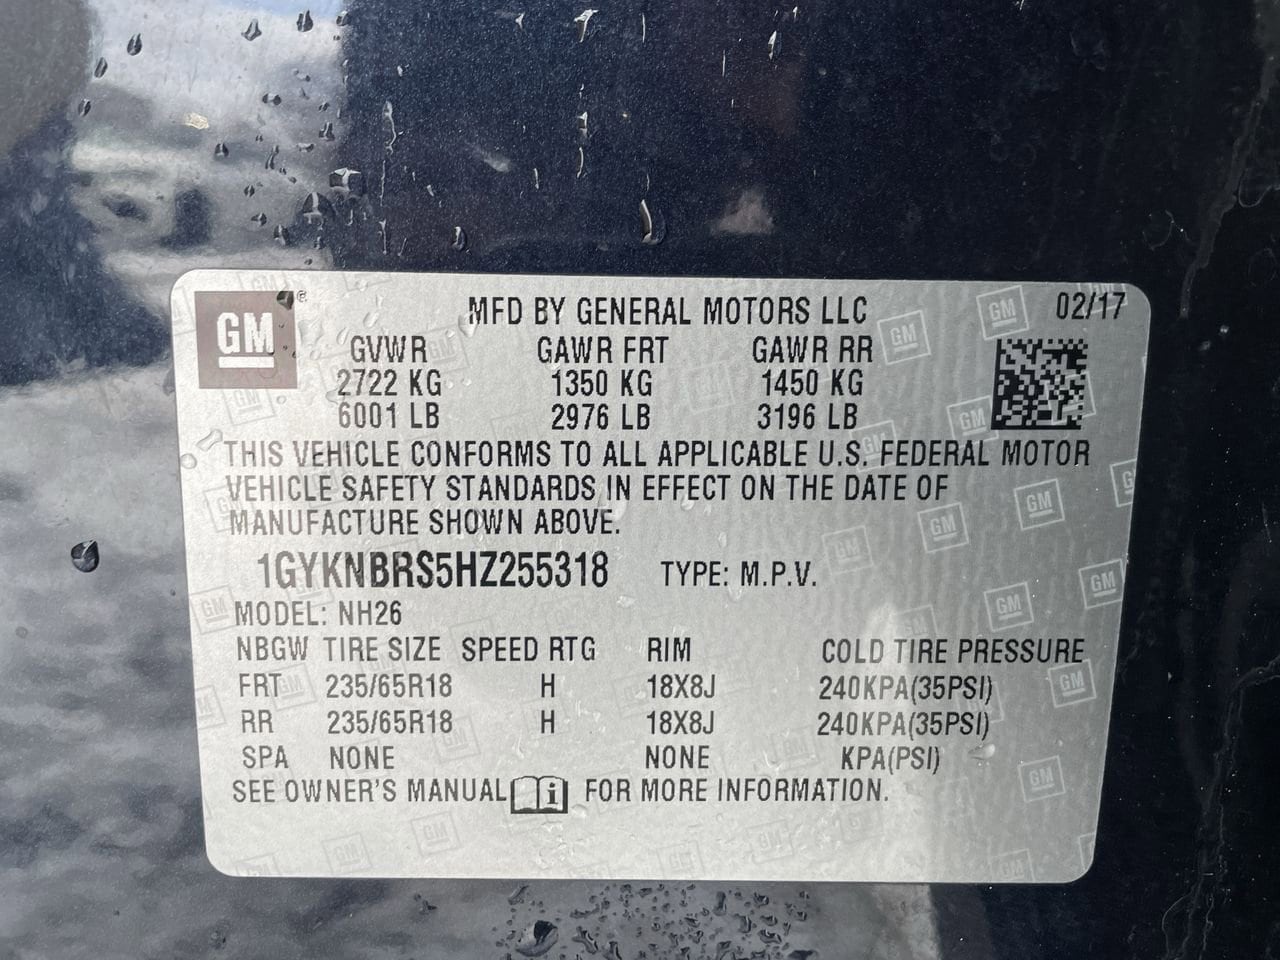 GM®
MFD BY GENERAL MOTORS LLC 02/17
GVWR GAWR FRT GAWR RR
2722 KG 1350 KG 1450 KG
6001 LB 2976 LB 3196 LB
THIS VEHICLE CONFORMS TO ALL APPLICABLE U.S. FEDERAL MOTOR
VEHICLE SAFETY STANDARDS IN EFFECT ON THE DATE OF
MANUFACTURE SHOWN ABOVE.
1GYKNBRS5HZ255318 TYPE: M.P.V.
MODEL: NH26
NBGW TIRE SIZE SPEED RTG RIM COLD TIRE PRESSURE
FRT 235/65R18 H 18X8J 240KPA(35PSI)
RR 235/65R18 H 18X8J 240KPA(35PSI)
SPA NONE NONE KPA(PSI)
SEE OWNER'S MANUAL i FOR MORE INFORMATION.